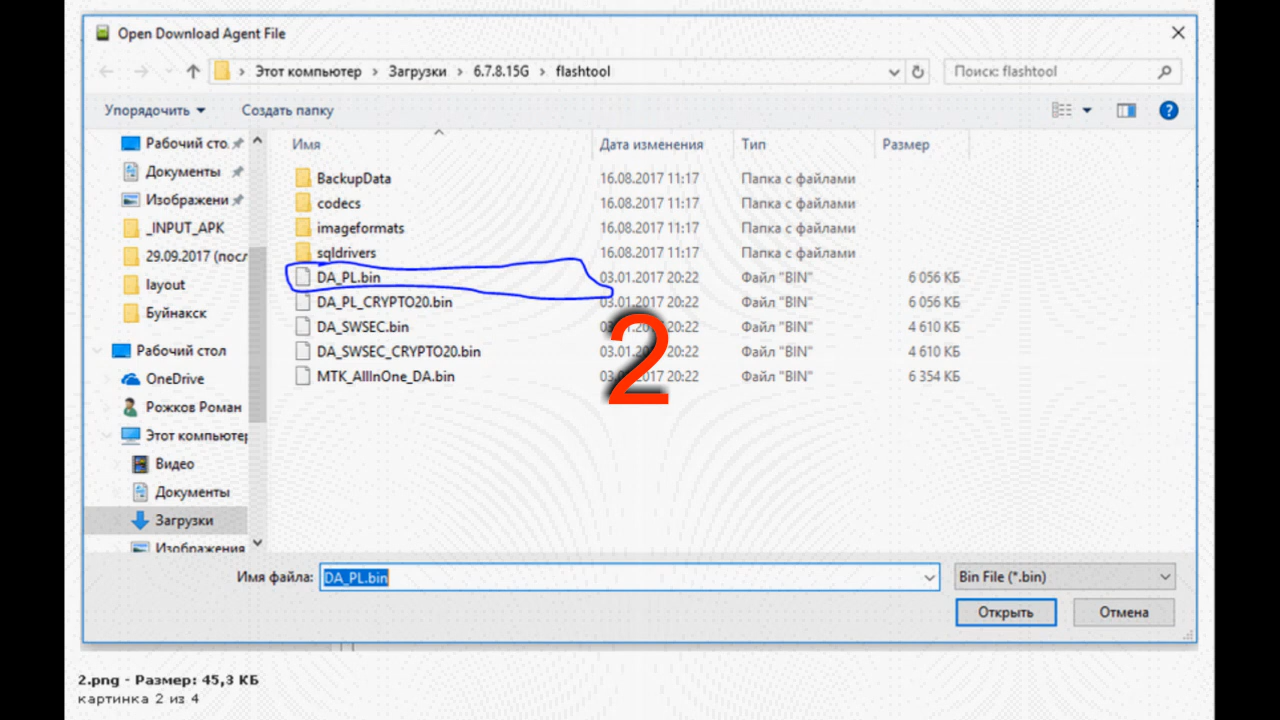 Open Download Agent File
Этот компьютер > Загрузки > 6.7.8.15G > flashtool
Поиск: flashtool
Упорядочить
Создать папку
Имя
Дата изменения
Тип
Размер
Рабочий сто.
Документы
Изображени
_INPUT_APK
29.09.2017 (посл
layout
Буйнакск
Рабочий стол
OneDrive
Рожков Роман
Этот компьютер
Видео
Документы
Загрузки
Изображения
BackupData 16.08.2017 11:17 Папка с файлами
codecs 16.08.2017 11:17 Папка с файлами
imageformats 16.08.2017 11:17 Папка с файлами
sqldrivers 16.08.2017 11:17 Папка с файлами
DA_PL.bin 03.01.2017 20:22 Файл "BIN" 6 056 КБ
DA_PL_CRYPTO20.bin 03.01.2017 20:22 Файл "BIN" 6 056 КБ
DA_SWSEC.bin 03.01.2017 20:22 Файл "BIN" 4 610 КБ
DA_SWSEC_CRYPTO20.bin 03.01.2017 20:22 Файл "BIN" 4 610 КБ
MTK_AllInOne_DA.bin 03.01.2017 20:22 Файл "BIN" 6 354 КБ
2
Имя файла: DA_PL.bin
Bin File (*.bin)
Открыть
Отмена
2.png - Размер: 45,3 КБ
картинка 2 из 4